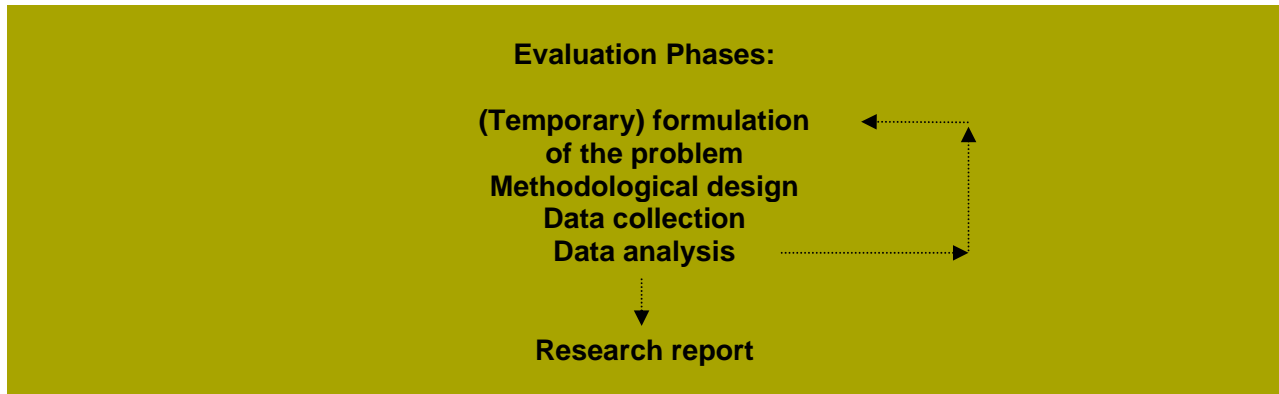 Evaluation Phases:
(Temporary) formulation
of the problem
Methodological design
Data collection
Data analysis
Research report